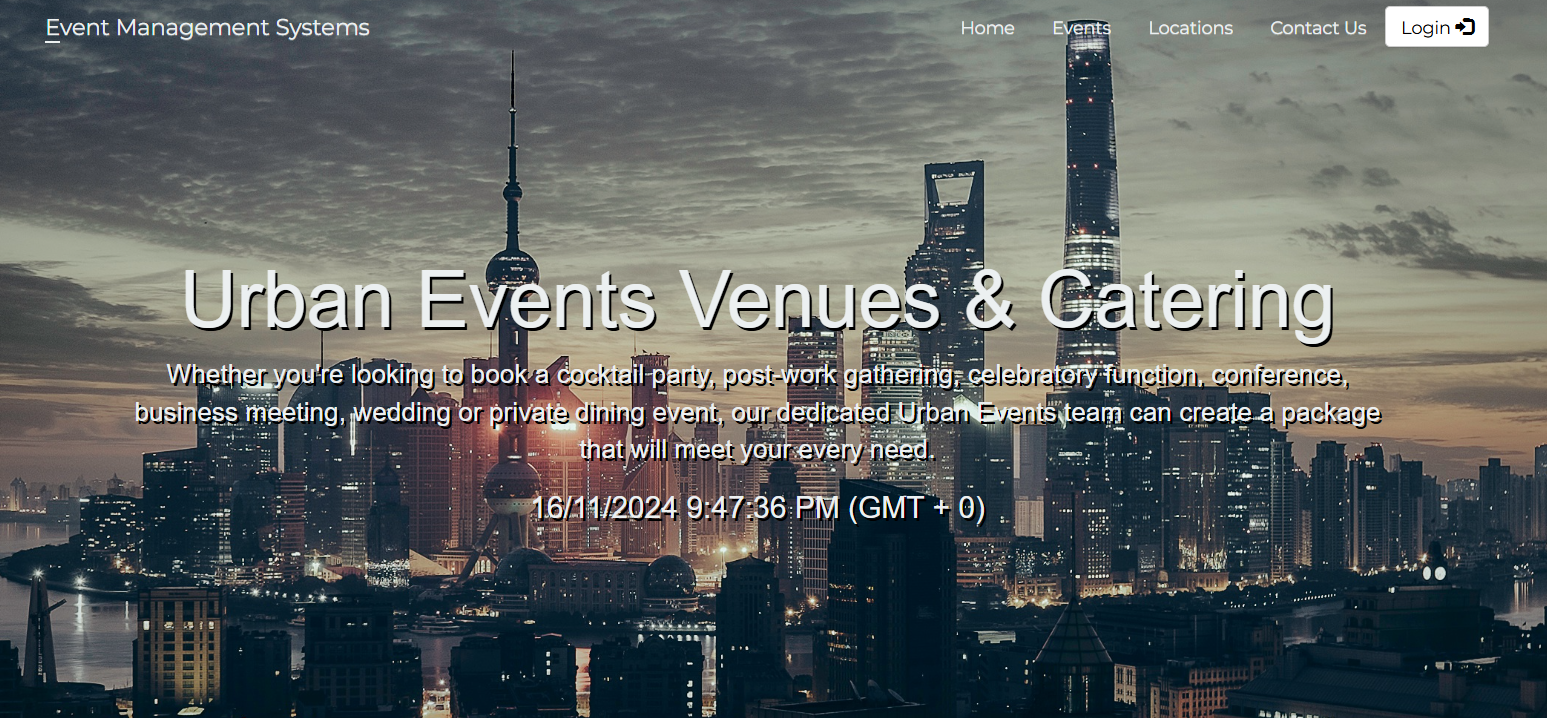 Event Management Systems
Home Events Locations Contact Us Login
Urban Events Venues & Catering
Whether you're looking to book a cocktail party, post-work gathering, celebratory function, conference,
business meeting, wedding or private dining event, our dedicated Urban Events team can create a package
that will meet your every need.
16/11/2024 9:47:36 PM (GMT + 0)